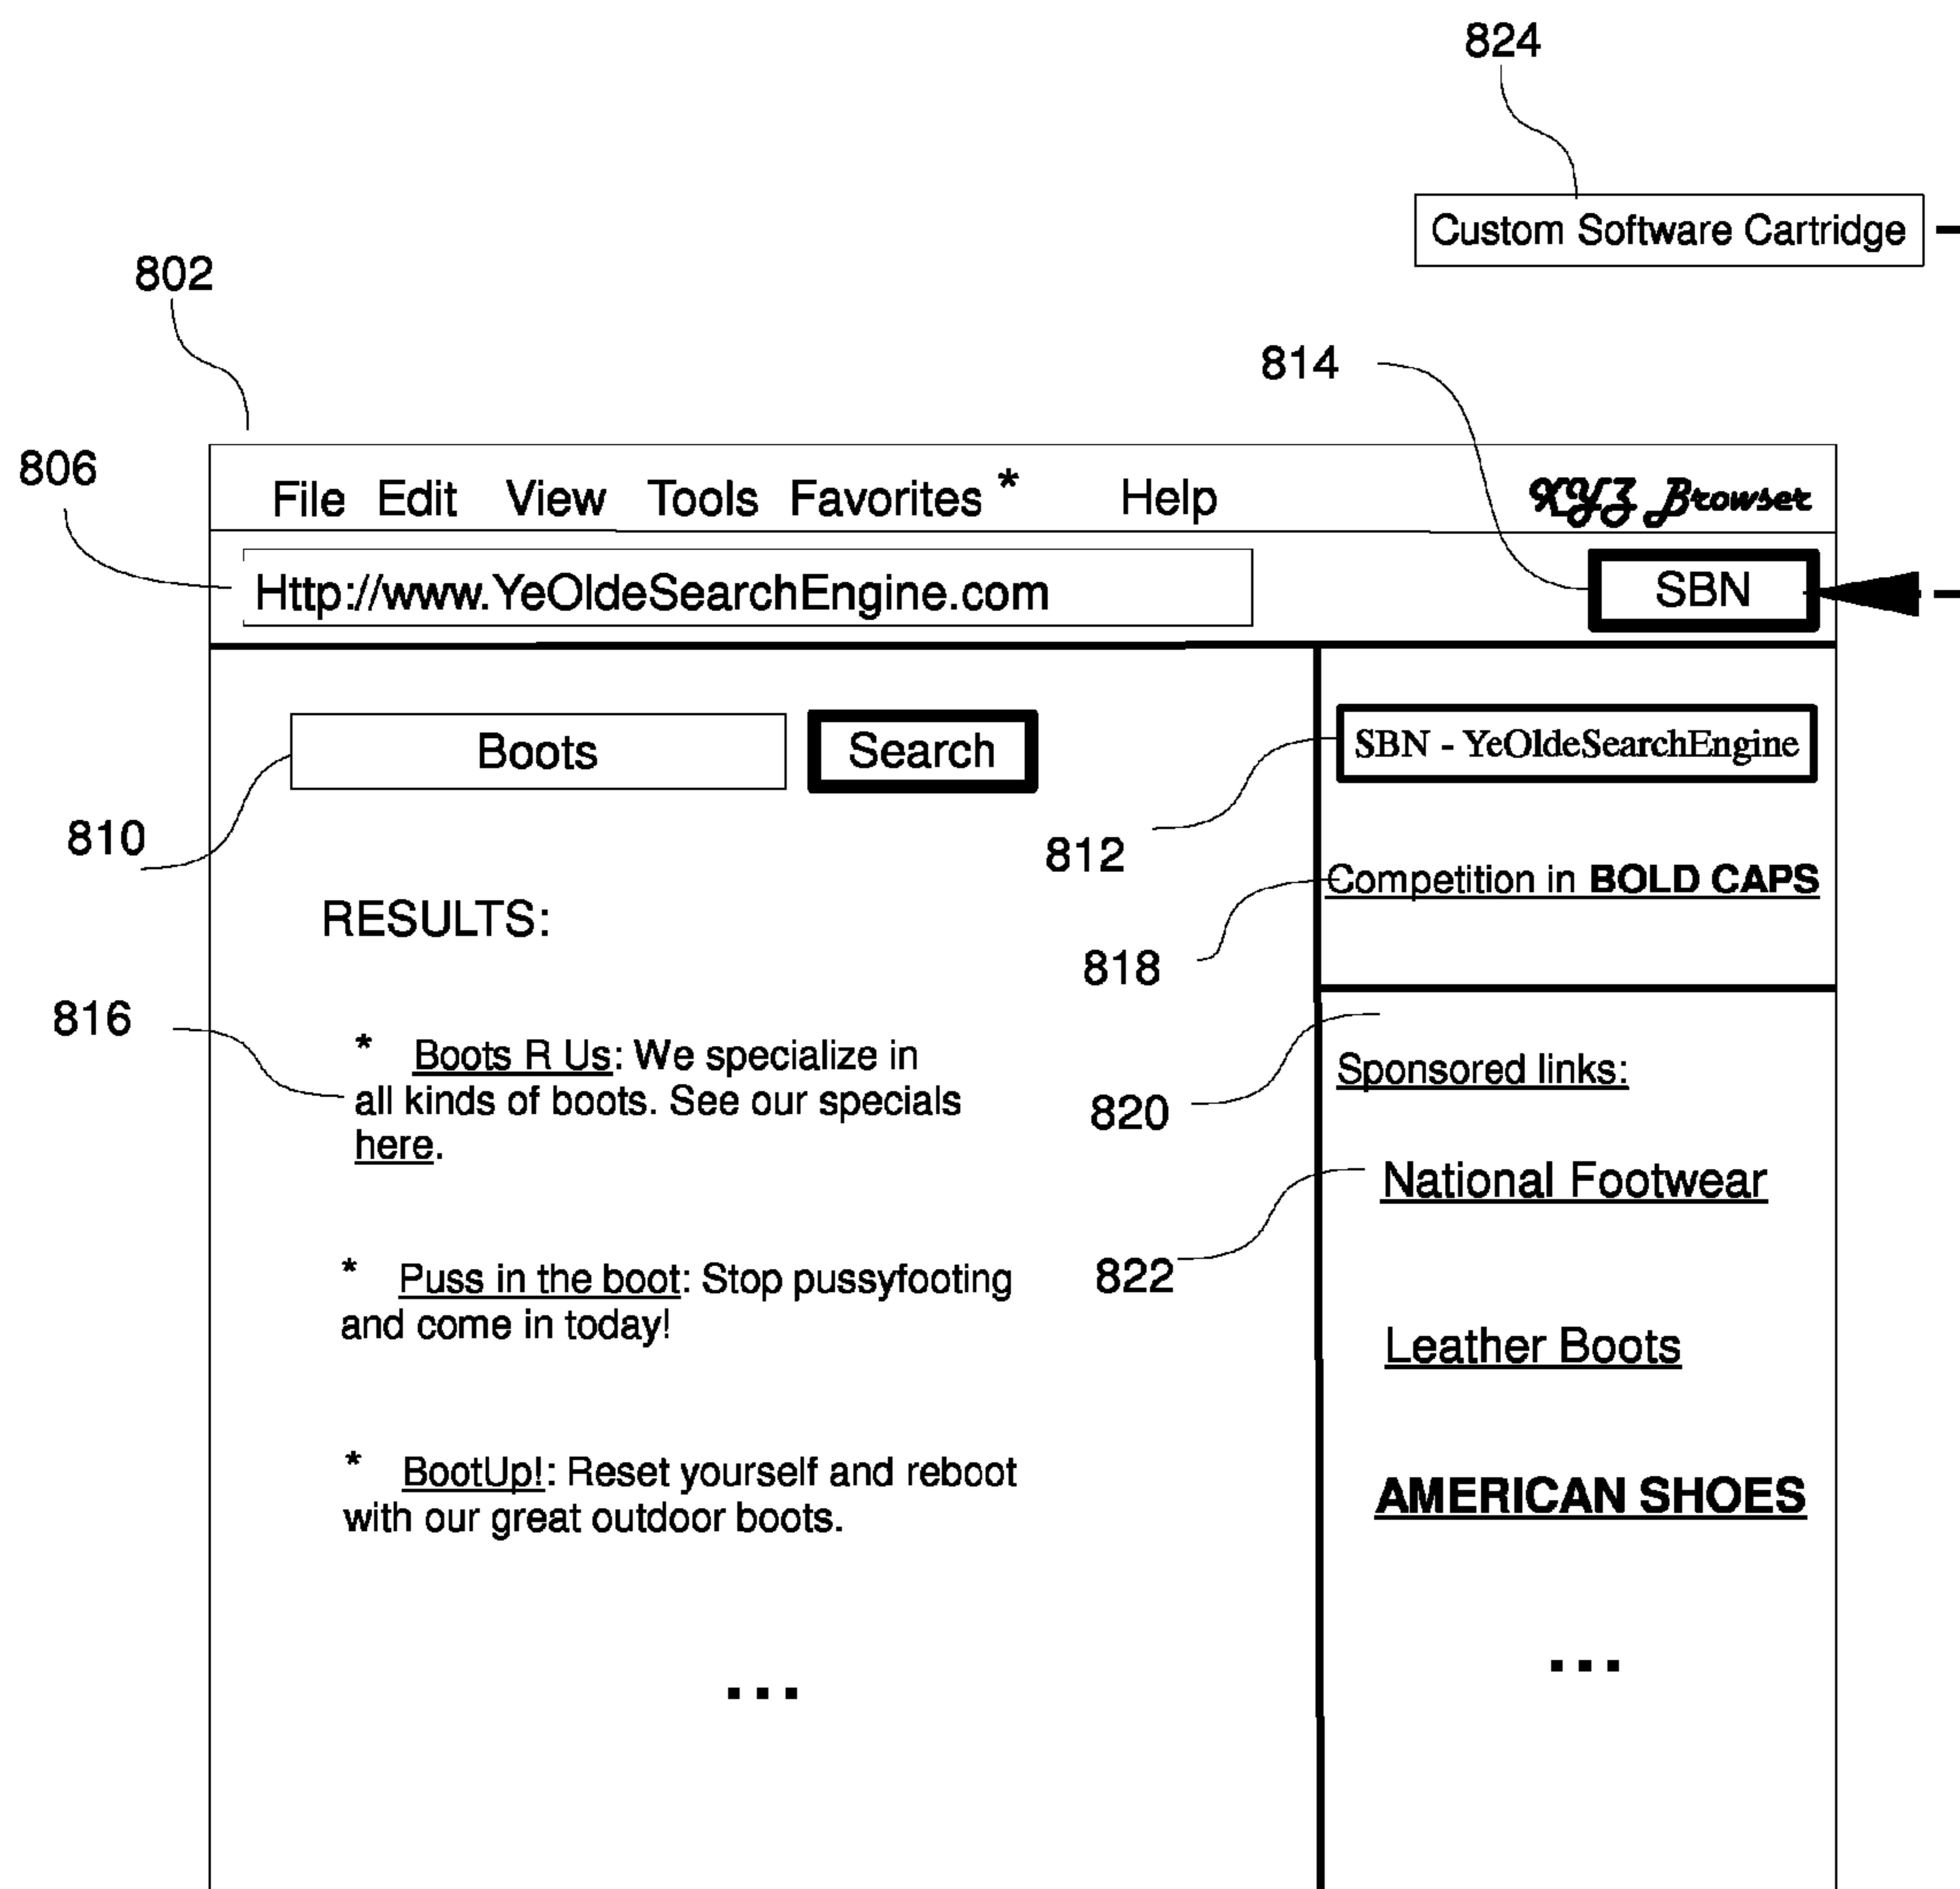 824
Custom Software Cartridge
802
814
806
File Edit View Tools Favorites * Help XYZ Browser
Http://www.YeOldeSearchEngine.com
SBN
Boots
Search
SBN - YeOldeSearchEngine
810
812
Competition in BOLD CAPS
RESULTS:
818
816
* Boots R Us: We specialize in
all kinds of boots. See our specials
here.
820
Sponsored links:
National Footwear
822
* Puss in the boot: Stop pussyfooting
and come in today!
Leather Boots
* BootUp!: Reset yourself and reboot
with our great outdoor boots.
AMERICAN SHOES
...
...